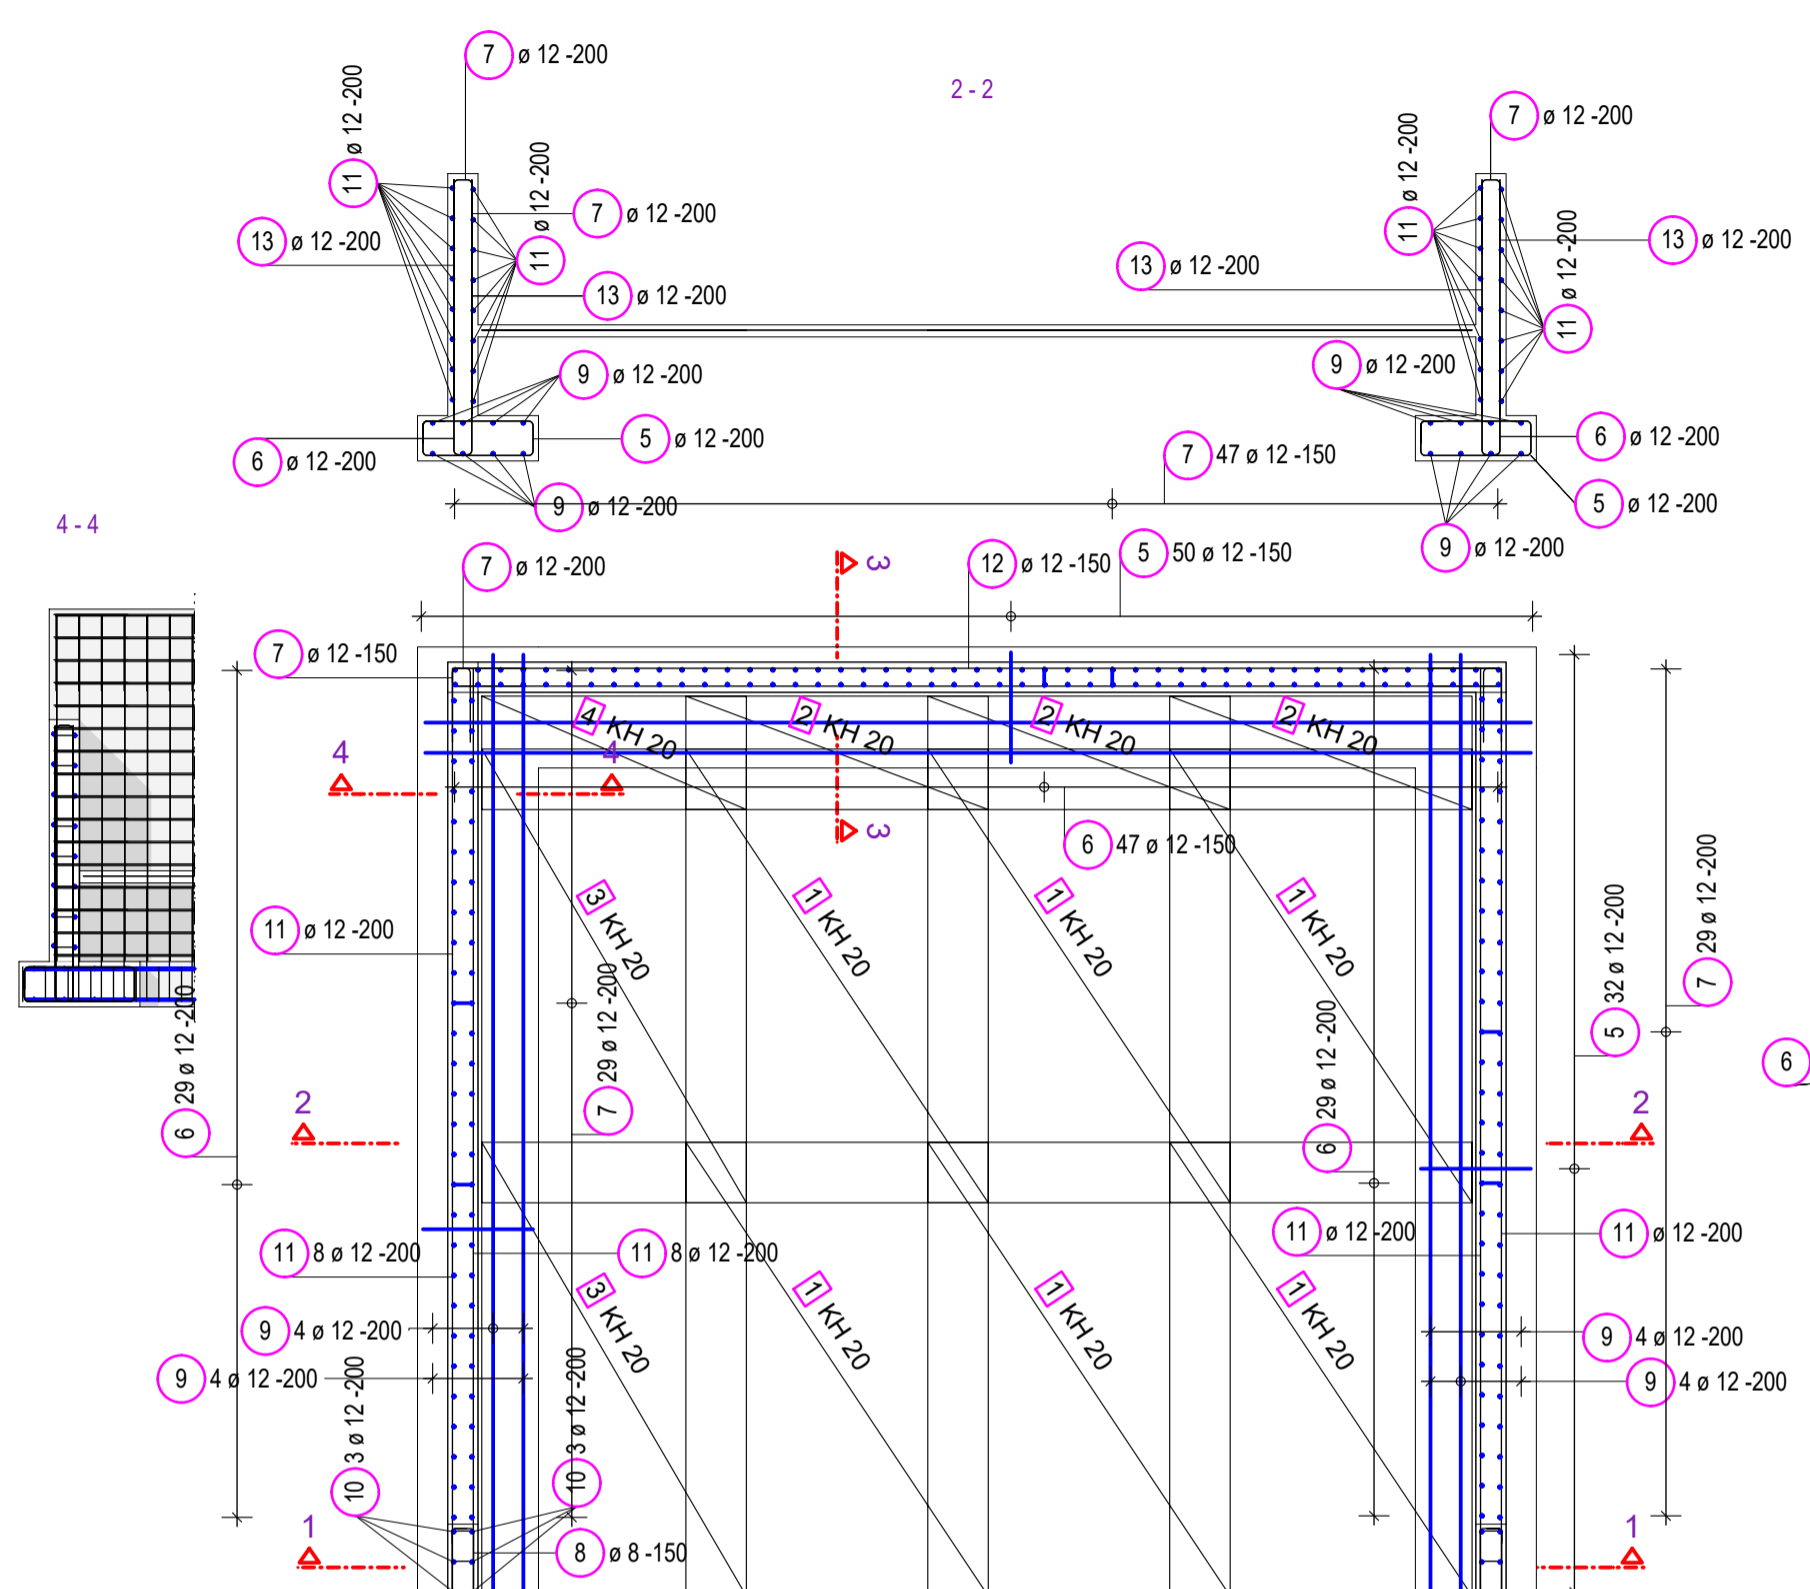 7 ø 12 -200
2 - 2
11 ø 12 -200
7 ø 12 -200
11 ø 12 -200
11 ø 12 -200
7 ø 12 -200
13 ø 12 -200
13 ø 12 -200
11 ø 12 -200
13 ø 12 -200
13 ø 12 -200
9 ø 12 -200
9 ø 12 -200
5 ø 12 -200
6 ø 12 -200
6 ø 12 -200
7 47 ø 12 -150
9 ø 12 -200
5 ø 12 -200
4 - 4
9 ø 12 -200
7 ø 12 -200
3
12 ø 12 -150
5 50 ø 12 -150
7 ø 12 -150
4 KH 20
2 KH 20
2 KH 20
2 KH 20
4
4
3
6 47 ø 12 -150
3 KH 20
1 KH 20
1 KH 20
1 KH 20
11 ø 12 -200
7 29 ø 12 -200
5 32 ø 12 -200
7 29 ø 12 -200
6 29 ø 12 -200
6 29 ø 12 -200
6
2
2
11 8 ø 12 -200
11 8 ø 12 -200
11 ø 12 -200
11 ø 12 -200
3 KH 20
1 KH 20
1 KH 20
1 KH 20
9 4 ø 12 -200
9 4 ø 12 -200
9 4 ø 12 -200
9 4 ø 12 -200
10 3 ø 12 -200
10 3 ø 12 -200
1
1
8 ø 8 -150